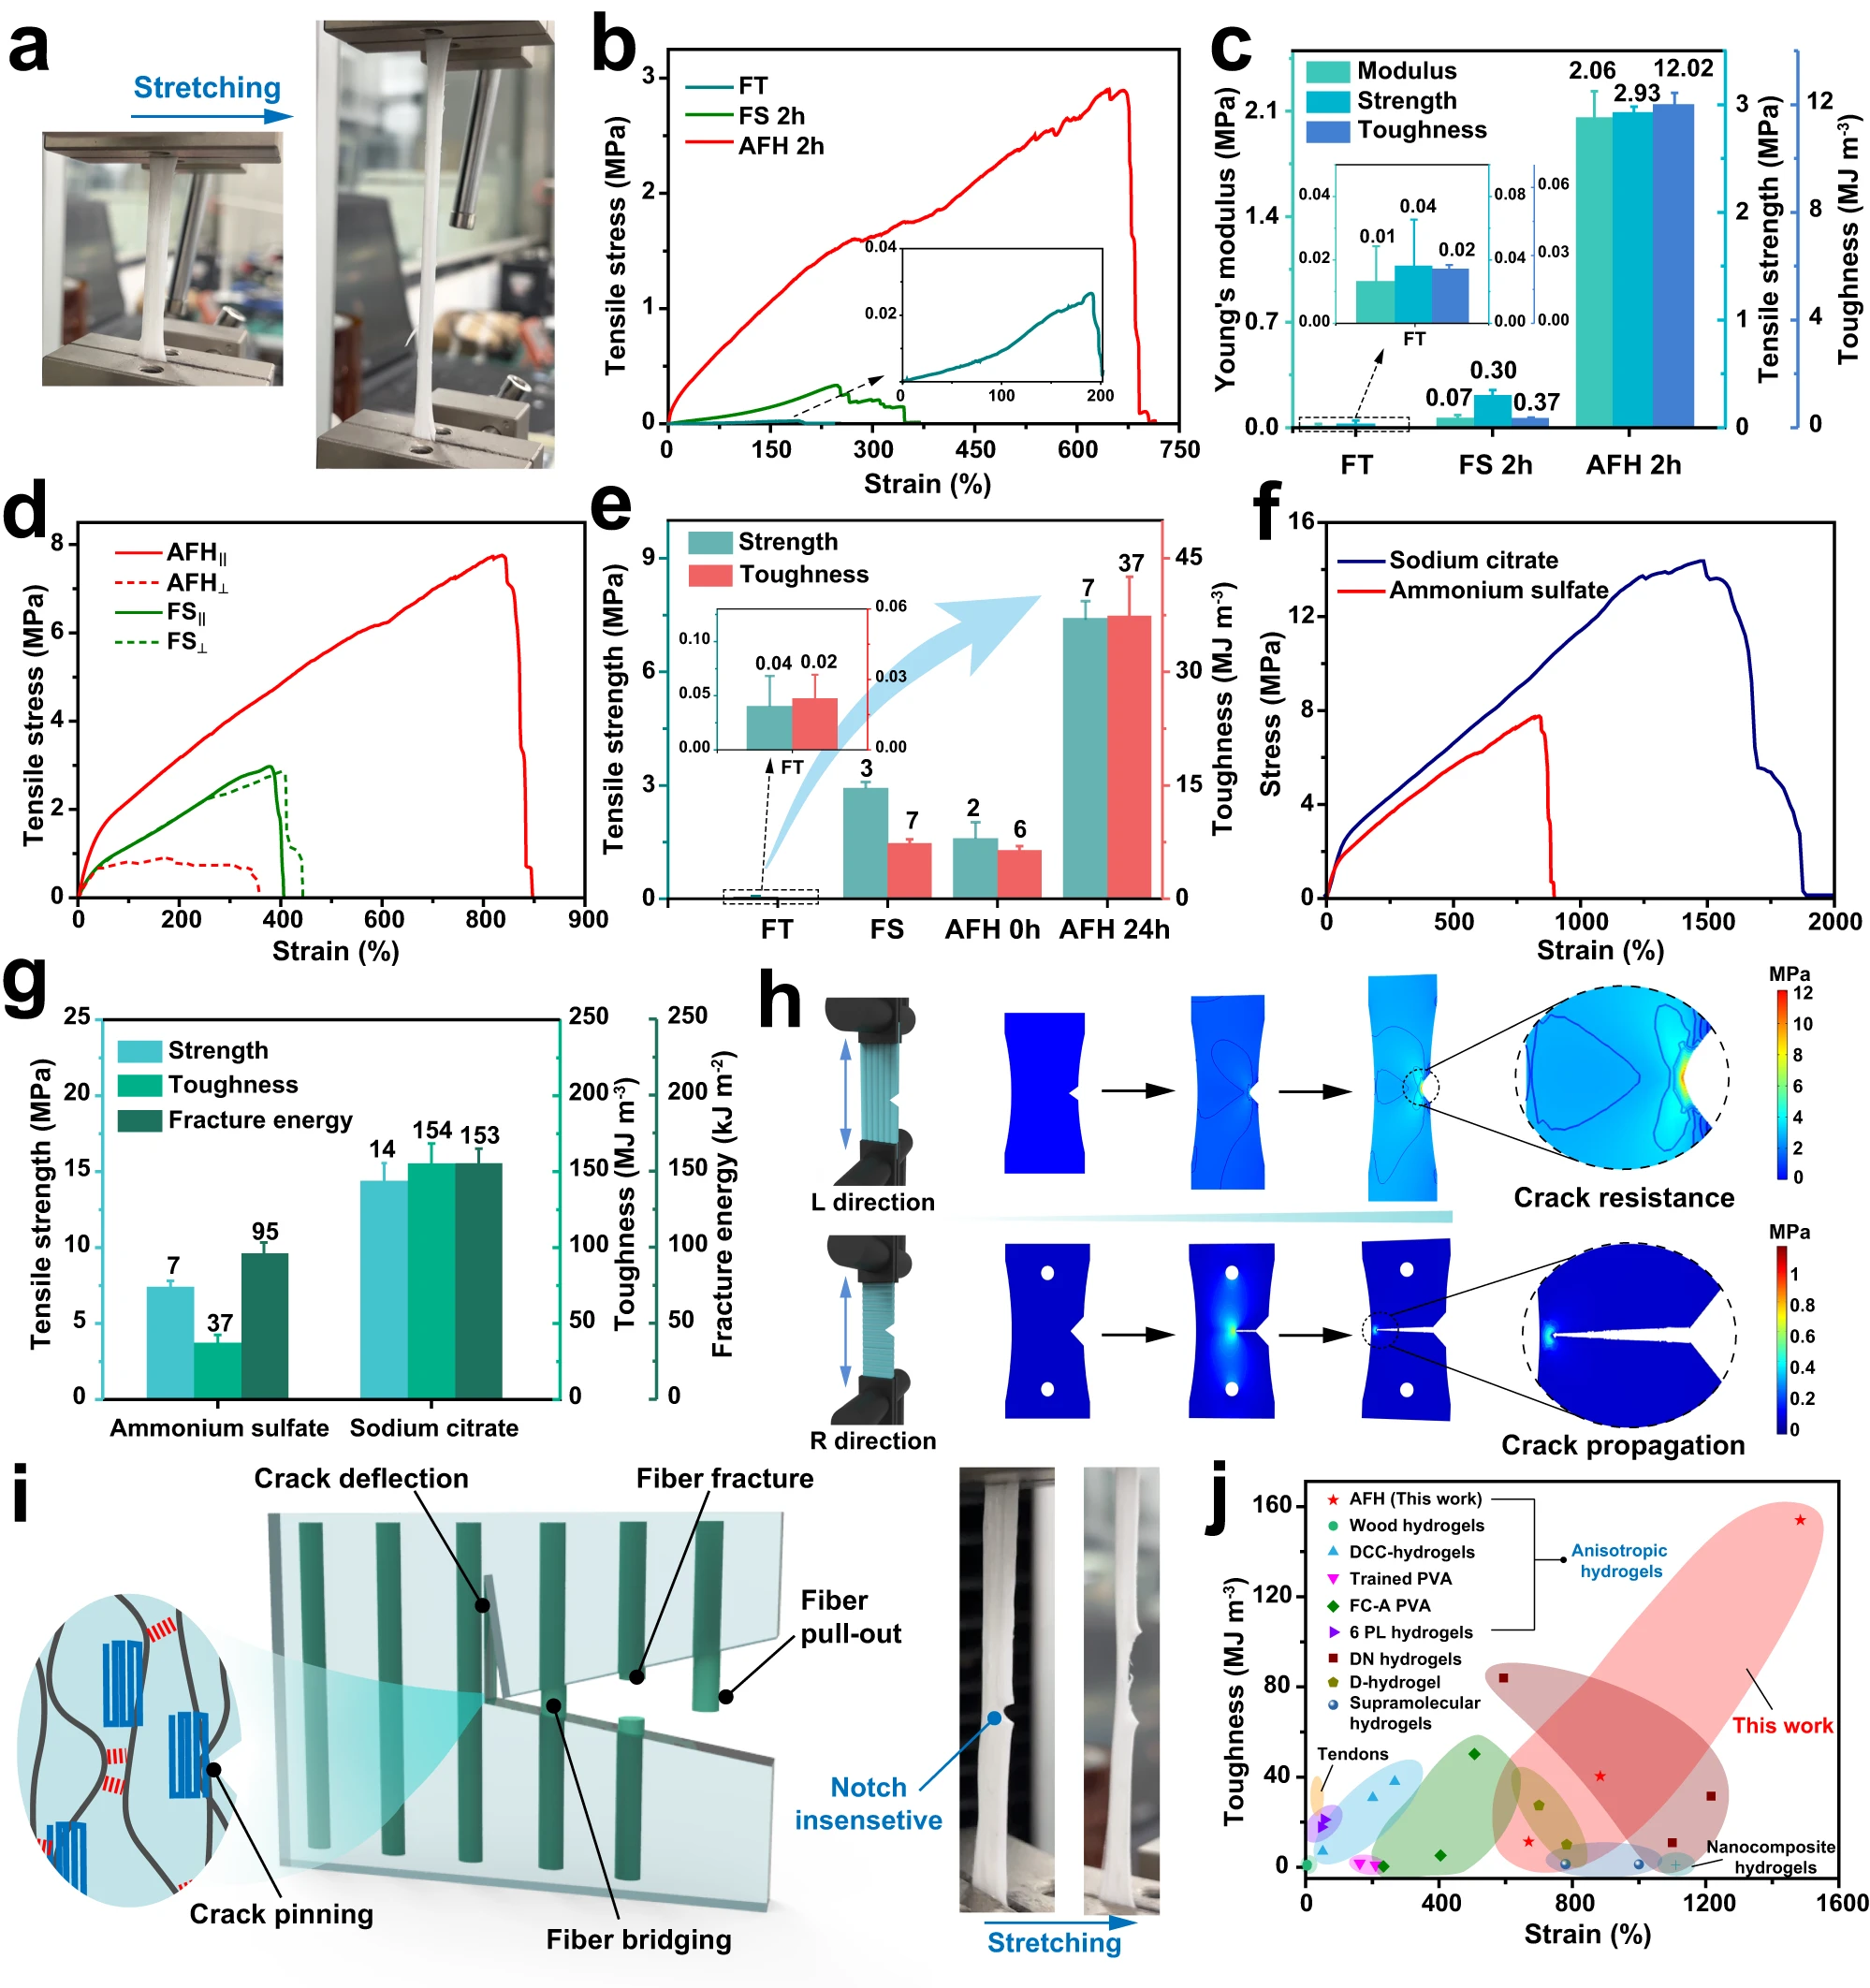 a
Stretching
b
FT
FS 2h
AFH 2h
Tensile stress (MPa)
3
2
1
0
0.04
0.02
0
100
200
0
150
300
450
600
750
Strain (%)
c
Modulus
Strength
Toughness
2.06
2.93
12.02
Young's modulus (MPa)
2.1
1.4
0.7
0.0
0.04
0.02
0.00
0.01
0.04
0.02
0.08
0.04
0.00
0.06
0.03
0.00
FT
0.07
0.30
0.37
3
2
1
0
Tensile strength (MPa)
12
8
4
0
Toughness (MJ m-3)
FT
FS 2h
AFH 2h
d
AFH||
AFH⊥
FS||
FS⊥
Tensile stress (MPa)
8
6
4
2
0
0
200
400
600
800
900
Strain (%)
e
Strength
Toughness
Tensile strength (MPa)
9
6
3
0
0.10
0.05
0.00
0.04
0.02
0.06
0.03
0.00
FT
3
7
2
6
7
37
45
30
15
0
Toughness (MJ m-3)
FT
FS
AFH 0h
AFH 24h
f
Sodium citrate
Ammonium sulfate
Stress (MPa)
16
12
8
4
0
0
500
1000
1500
2000
Strain (%)
g
Strength
Toughness
Fracture energy
Tensile strength (MPa)
25
20
15
10
5
0
7
37
95
14
154
153
250
200
150
100
50
0
Toughness (MJ m-3)
250
200
150
100
50
0
Fracture energy (kJ m-2)
Ammonium sulfate
Sodium citrate
h
L direction
Crack resistance
MPa
12
10
8
6
4
2
0
R direction
Crack propagation
MPa
1
0.8
0.6
0.4
0.2
0
i
Crack deflection
Fiber fracture
Fiber
pull-out
Crack pinning
Fiber bridging
Notch
insensetive
Stretching
j
AFH (This work)
Wood hydrogels
DCC-hydrogels
Trained PVA
FC-A PVA
6 PL hydrogels
DN hydrogels
D-hydrogel
Supramolecular
hydrogels
Anisotropic
hydrogels
This work
Tendons
Nanocomposite
hydrogels
Toughness (MJ m-3)
160
120
80
40
0
0
400
800
1200
1600
Strain (%)